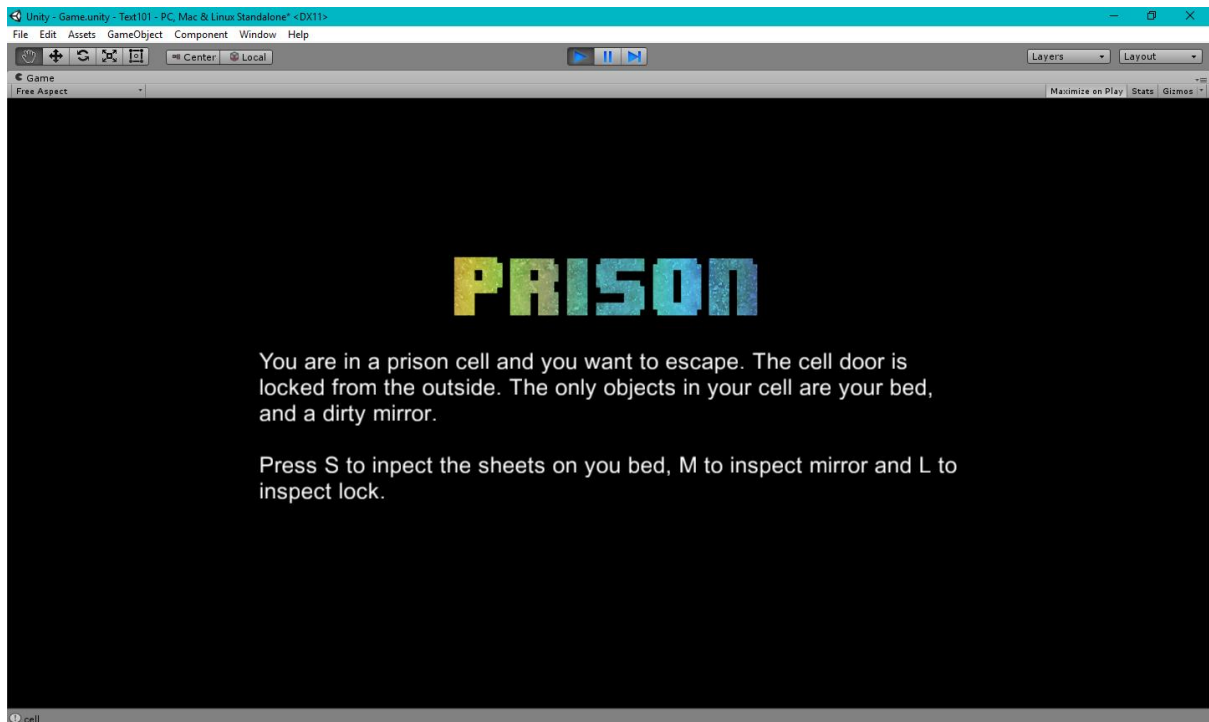 Unity - Game.unity - Text101 - PC, Mac & Linux Standalone* <DX11>
File Edit Assets GameObject Component Window Help
Center Local Layers Layout
Game
Free Aspect Maximize on Play Stats Gizmos
PRISON
You are in a prison cell and you want to escape. The cell door is
locked from the outside. The only objects in your cell are your bed,
and a dirty mirror.
Press S to inpect the sheets on you bed, M to inspect mirror and L to
inspect lock.
cell